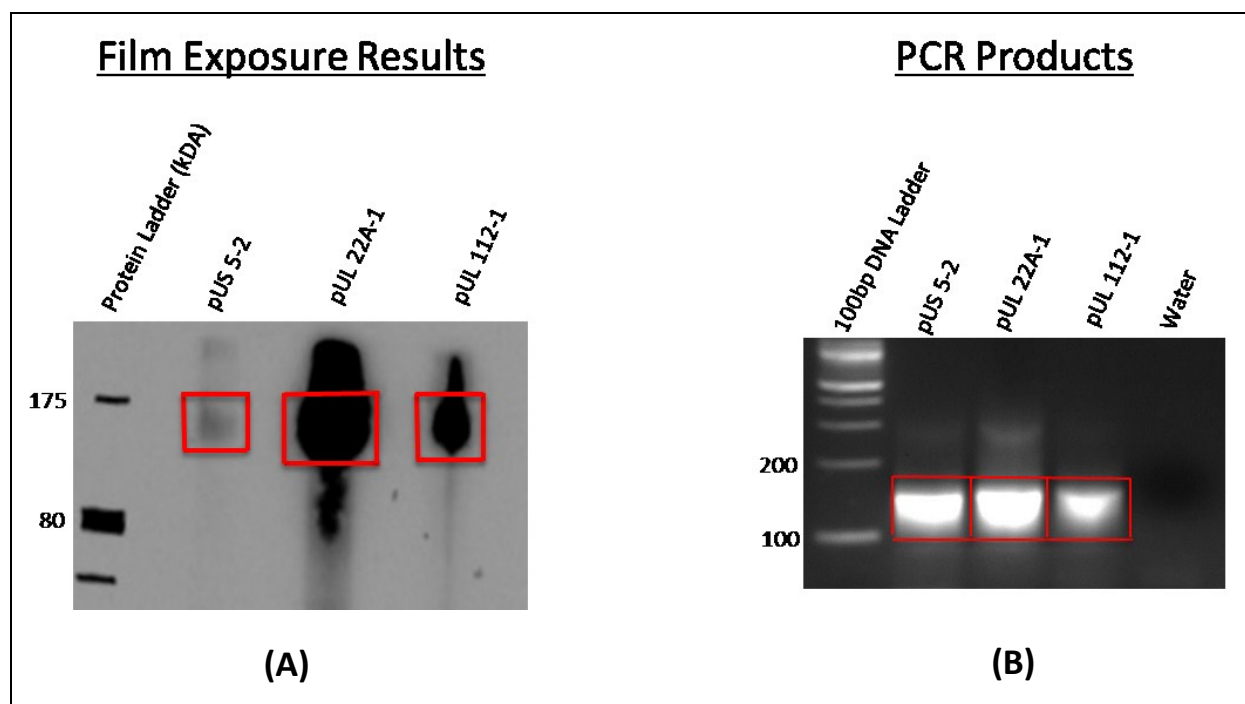 Film Exposure Results
Protein Ladder (kDA)
pUS 5-2
pUL 22A-1
pUL 112-1
175
80
(A)
PCR Products
100bp DNA Ladder
pUS 5-2
pUL 22A-1
pUL 112-1
Water
200
100
(B)